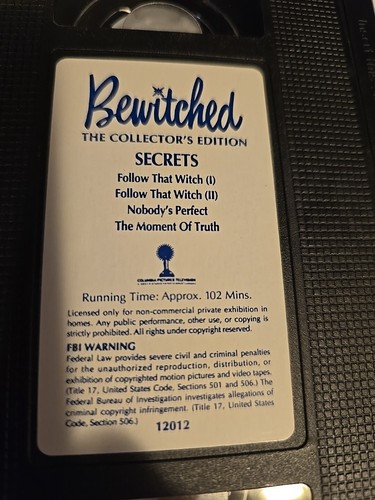 Bewitched
THE COLLECTOR'S EDITION
SECRETS
Follow That Witch (I)
Follow That Witch (II)
Nobody's Perfect
The Moment Of Truth
COLUMBIA PICTURES TELEVISION
Running Time: Approx. 102 Mins.
Licensed only for non-commercial private exhibition in
homes. Any public performance, other use, or copying is
strictly prohibited. All rights under copyright reserved.
FBI WARNING
Federal Law provides severe civil and criminal penalties
for the unauthorized reproduction, distribution, or
exhibition of copyrighted motion pictures and video tapes.
(Title 17, United States Code, Sections 501 and 506.) The
Federal Bureau of Investigation investigates allegations of
criminal copyright infringement. (Title 17, United States
Code, Section 506.)
12012